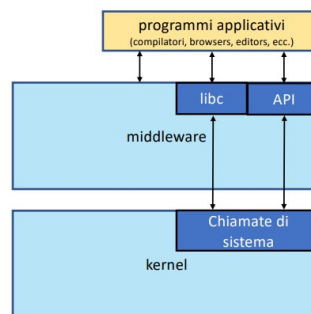 programmi applicativi
(compilatori, browsers, editors, ecc.)
libc
API
middleware
Chiamate di
sistema
kernel